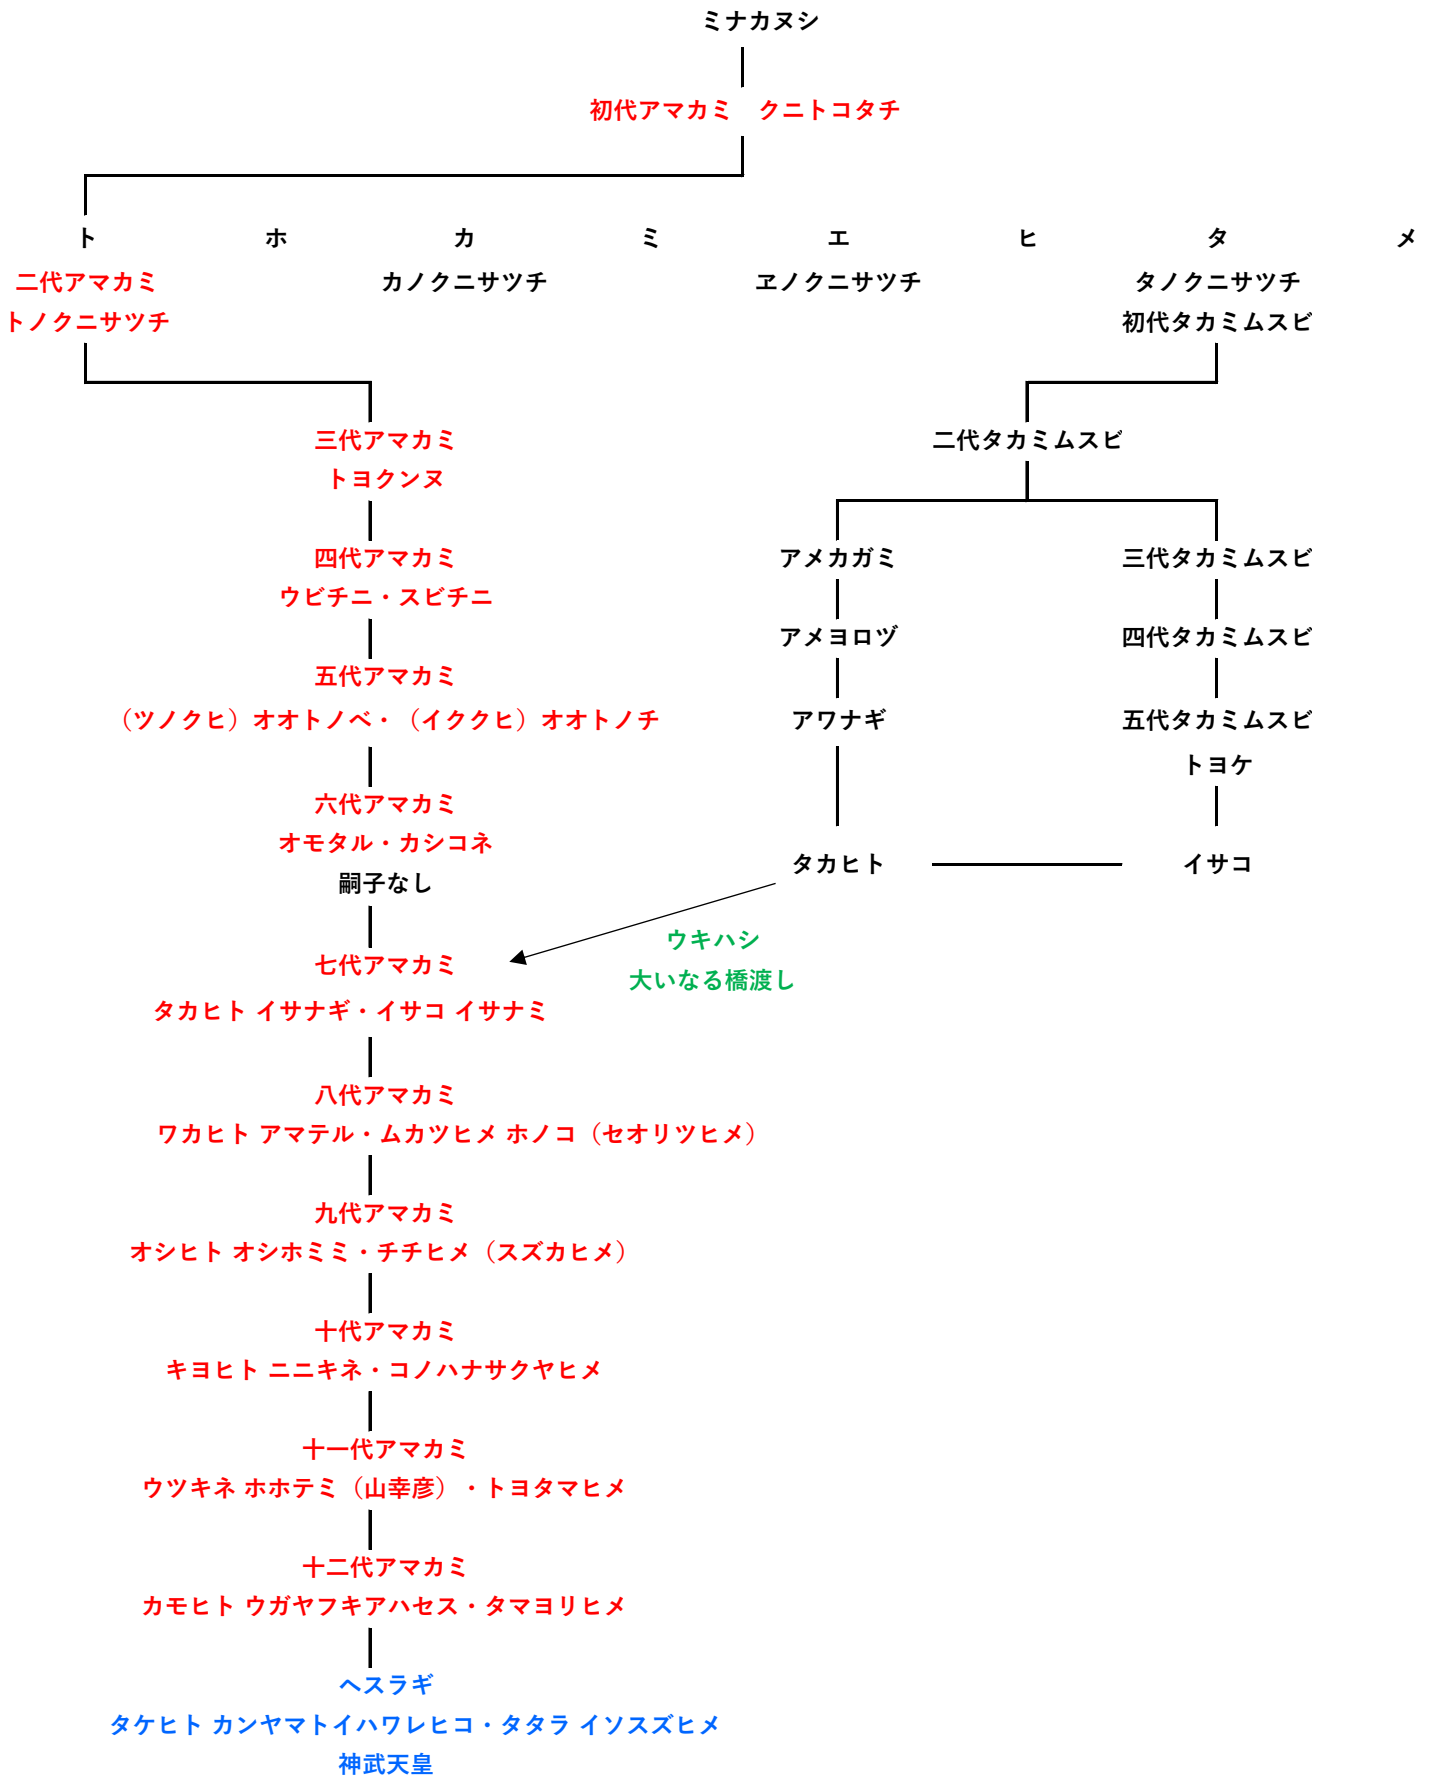 ミナカヌシ
初代アマカミ　クニトコタチ
ト ホ カ ミ エ ヒ タ メ
二代アマカミ カノクニサツチ ヱノクニサツチ タノクニサツチ
トノクニサツチ 初代タカミムスビ
三代アマカミ 二代タカミムスビ
トヨクンヌ
四代アマカミ アメカガミ 三代タカミムスビ
ウビチニ・スビチニ
アメヨロヅ 四代タカミムスビ
五代アマカミ
（ツノクヒ）オオトノベ・（イククヒ）オオトノチ アワナギ 五代タカミムスビ
トヨケ
六代アマカミ
オモタル・カシコネ
タカヒト イサコ
嗣子なし
ウキハシ
七代アマカミ
大いなる橋渡し
タカヒト イサナギ・イサコ イサナミ
八代アマカミ
ワカヒト アマテル・ムカツヒメ ホノコ（セオリツヒメ）
九代アマカミ
オシヒト オシホミミ・チチヒメ（スズカヒメ）
十代アマカミ
キヨヒト ニニキネ・コノハナサクヤヒメ
十一代アマカミ
ウツキネ ホホテミ（山幸彦）・トヨタマヒメ
十二代アマカミ
カモヒト ウガヤフキアハセス・タマヨリヒメ
ヘスラギ
タケヒト カンヤマトイハワレヒコ・タタラ イソスズヒメ
神武天皇